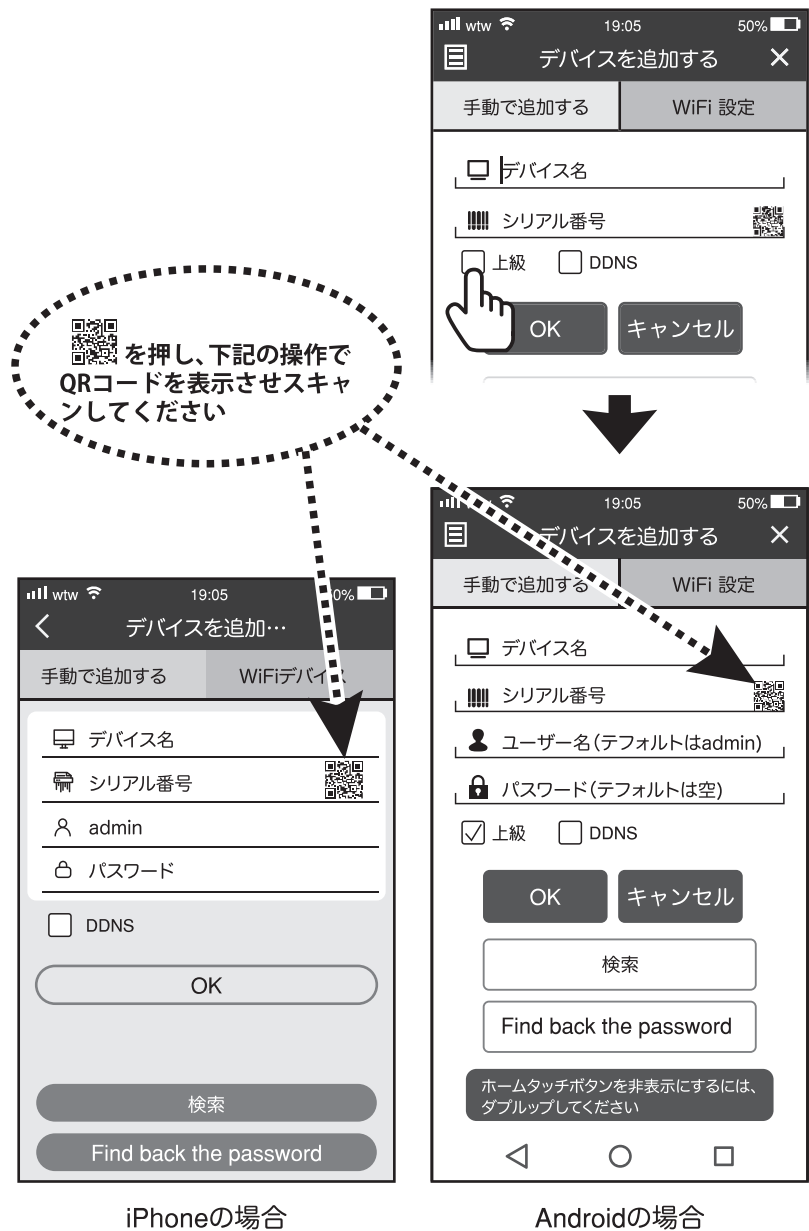 wtw 19:05 50%
デバイスを追加する ×
手動で追加する WiFi 設定
デバイス名
シリアル番号
上級 DDNS
OK キャンセル
を押し、下記の操作で
QRコードを表示させスキャ
ンしてください
19:05 50%
デバイスを追加する ×
手動で追加する WiFi 設定
デバイス名
シリアル番号
ユーザー名(テフォルトはadmin)
パスワード(テフォルトは空)
上級 DDNS
OK キャンセル
検索
Find back the password
ホームタッチボタンを非表示にするには、
ダプルップしてください
Androidの場合
wtw 19:05 50%
デバイスを追加…
手動で追加する WiFiデバイス
デバイス名
シリアル番号
admin
パスワード
DDNS
OK
検索
Find back the password
iPhoneの場合